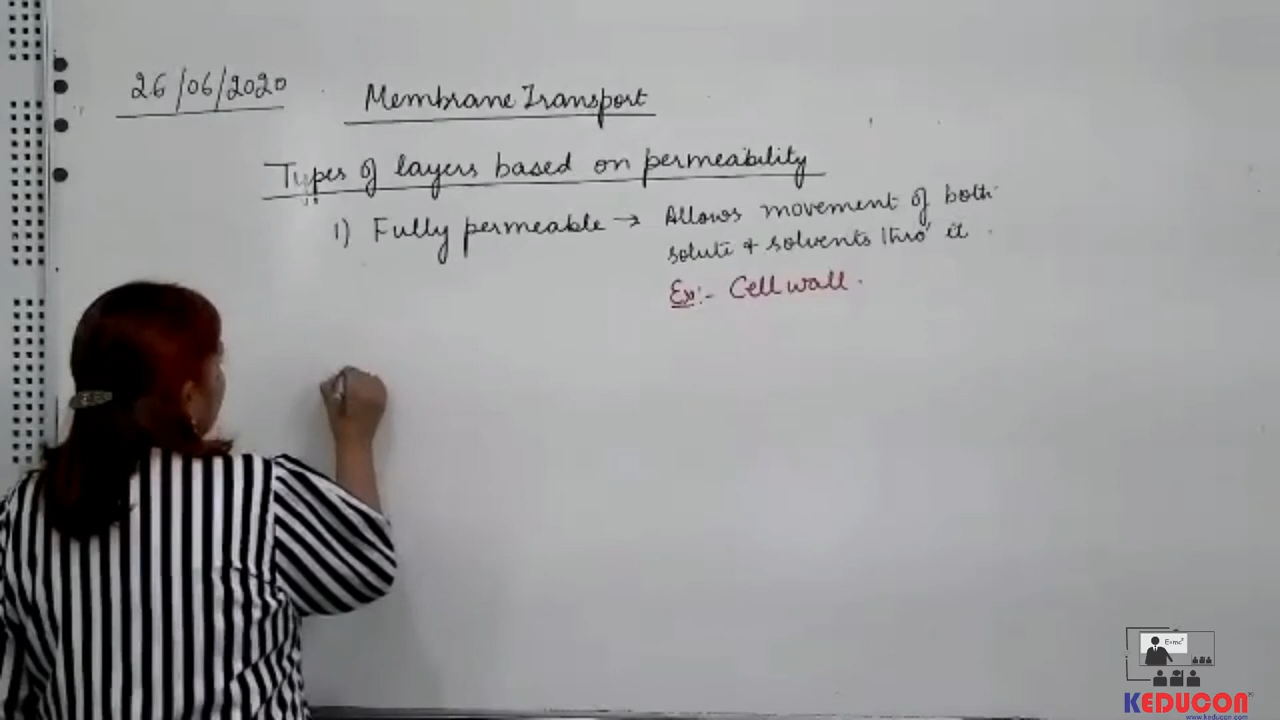 26/06/2020
Membrane Transport
Types of layers based on permeability
1) Fully permeable → Allows movement of both
solute & solvents thro' it.
Ex:- Cell wall.
E=mc²
KEDUCON
www.keducon.com